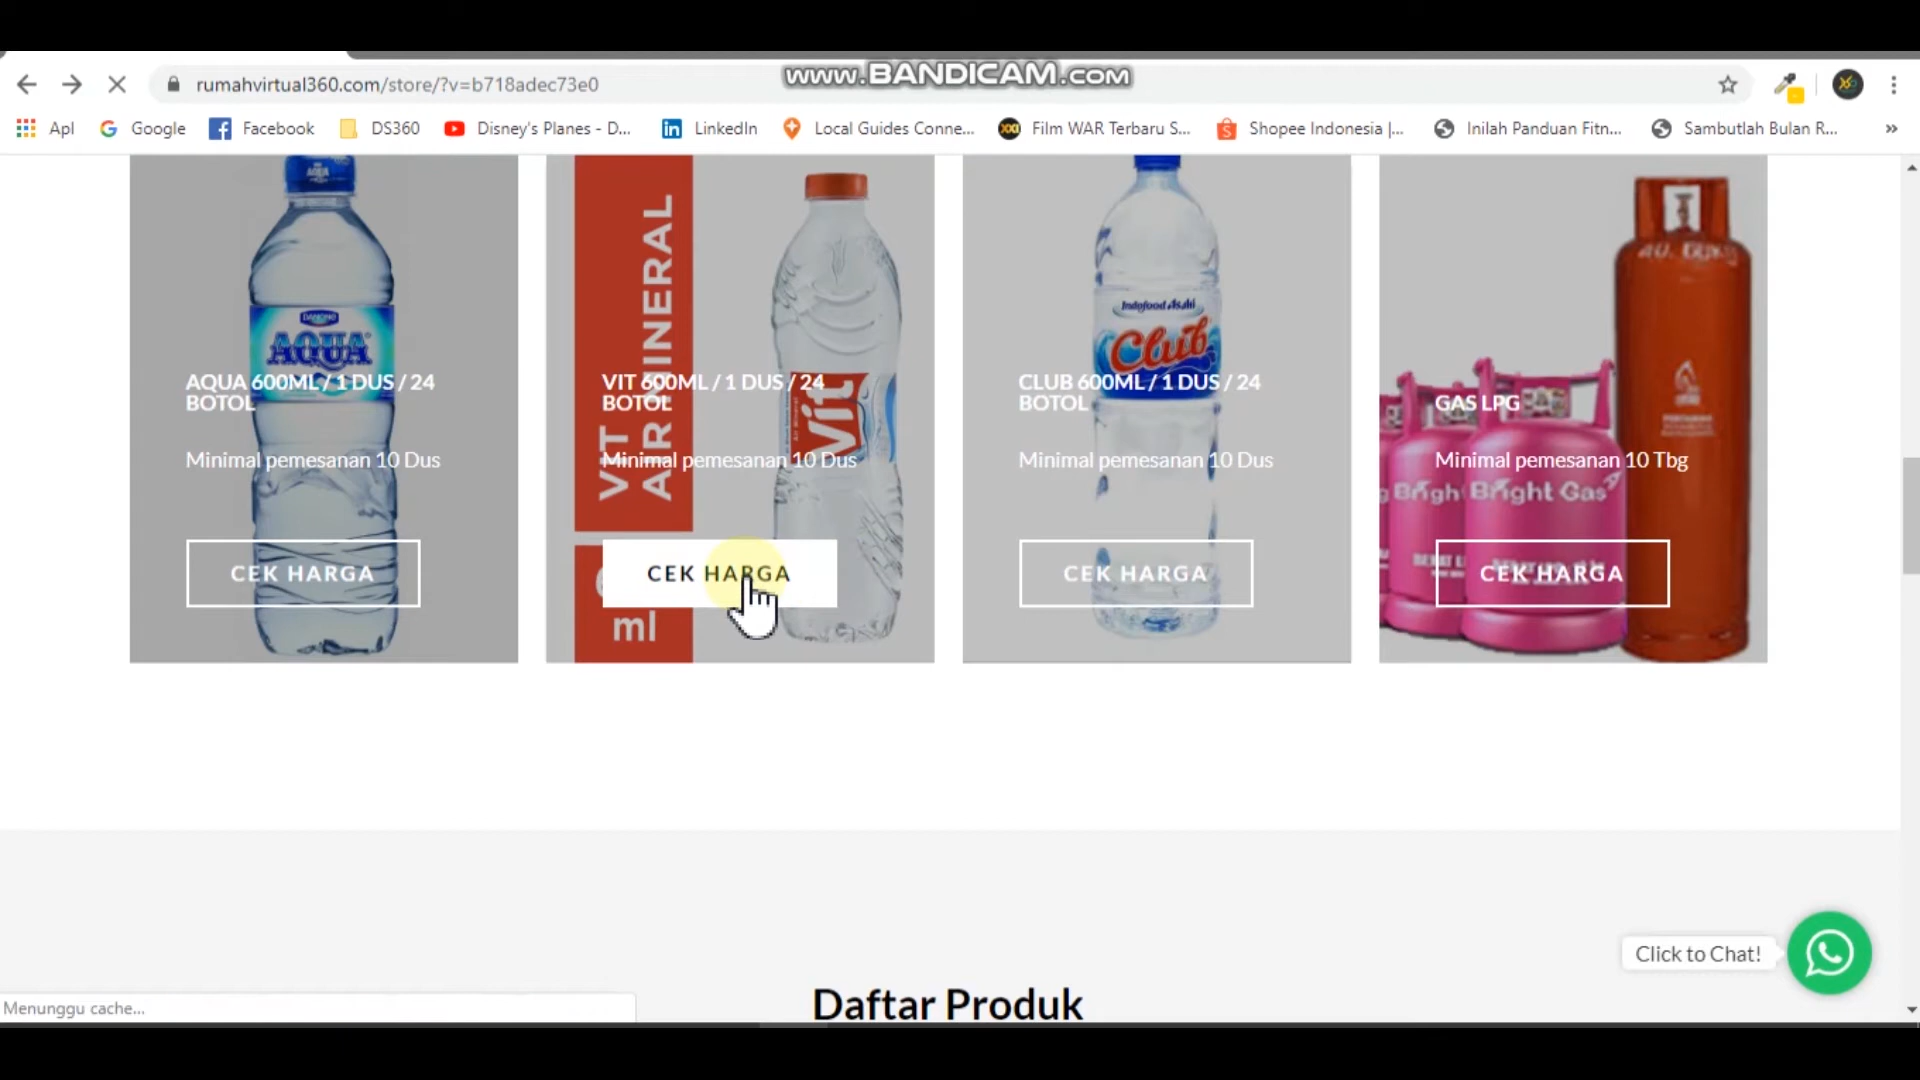 www.BANDICAM.com
rumahvirtual360.com/store/?v=b718adec73e0
Apl
Google
Facebook
DS360
Disney's Planes - D...
LinkedIn
Local Guides Conne...
Film WAR Terbaru S...
Shopee Indonesia |...
Inilah Panduan Fitn...
Sambutlah Bulan R...
»
AQUA
DANONE
AQUA
AQUA 600ML / 1 DUS / 24
BOTOL
Minimal pemesanan 10 Dus
CEK HARGA
VIT
AIR MINERAL
ml
Vit
VIT 600ML / 1 DUS / 24
BOTOL
Minimal pemesanan 10 Dus
CEK HARGA
Indofood Asahi
Club
CLUB 600ML / 1 DUS / 24
BOTOL
Minimal pemesanan 10 Dus
CEK HARGA
Bright Gas
GAS LPG
Minimal pemesanan 10 Tbg
CEK HARGA
Click to Chat!
Menunggu cache...
Daftar Produk